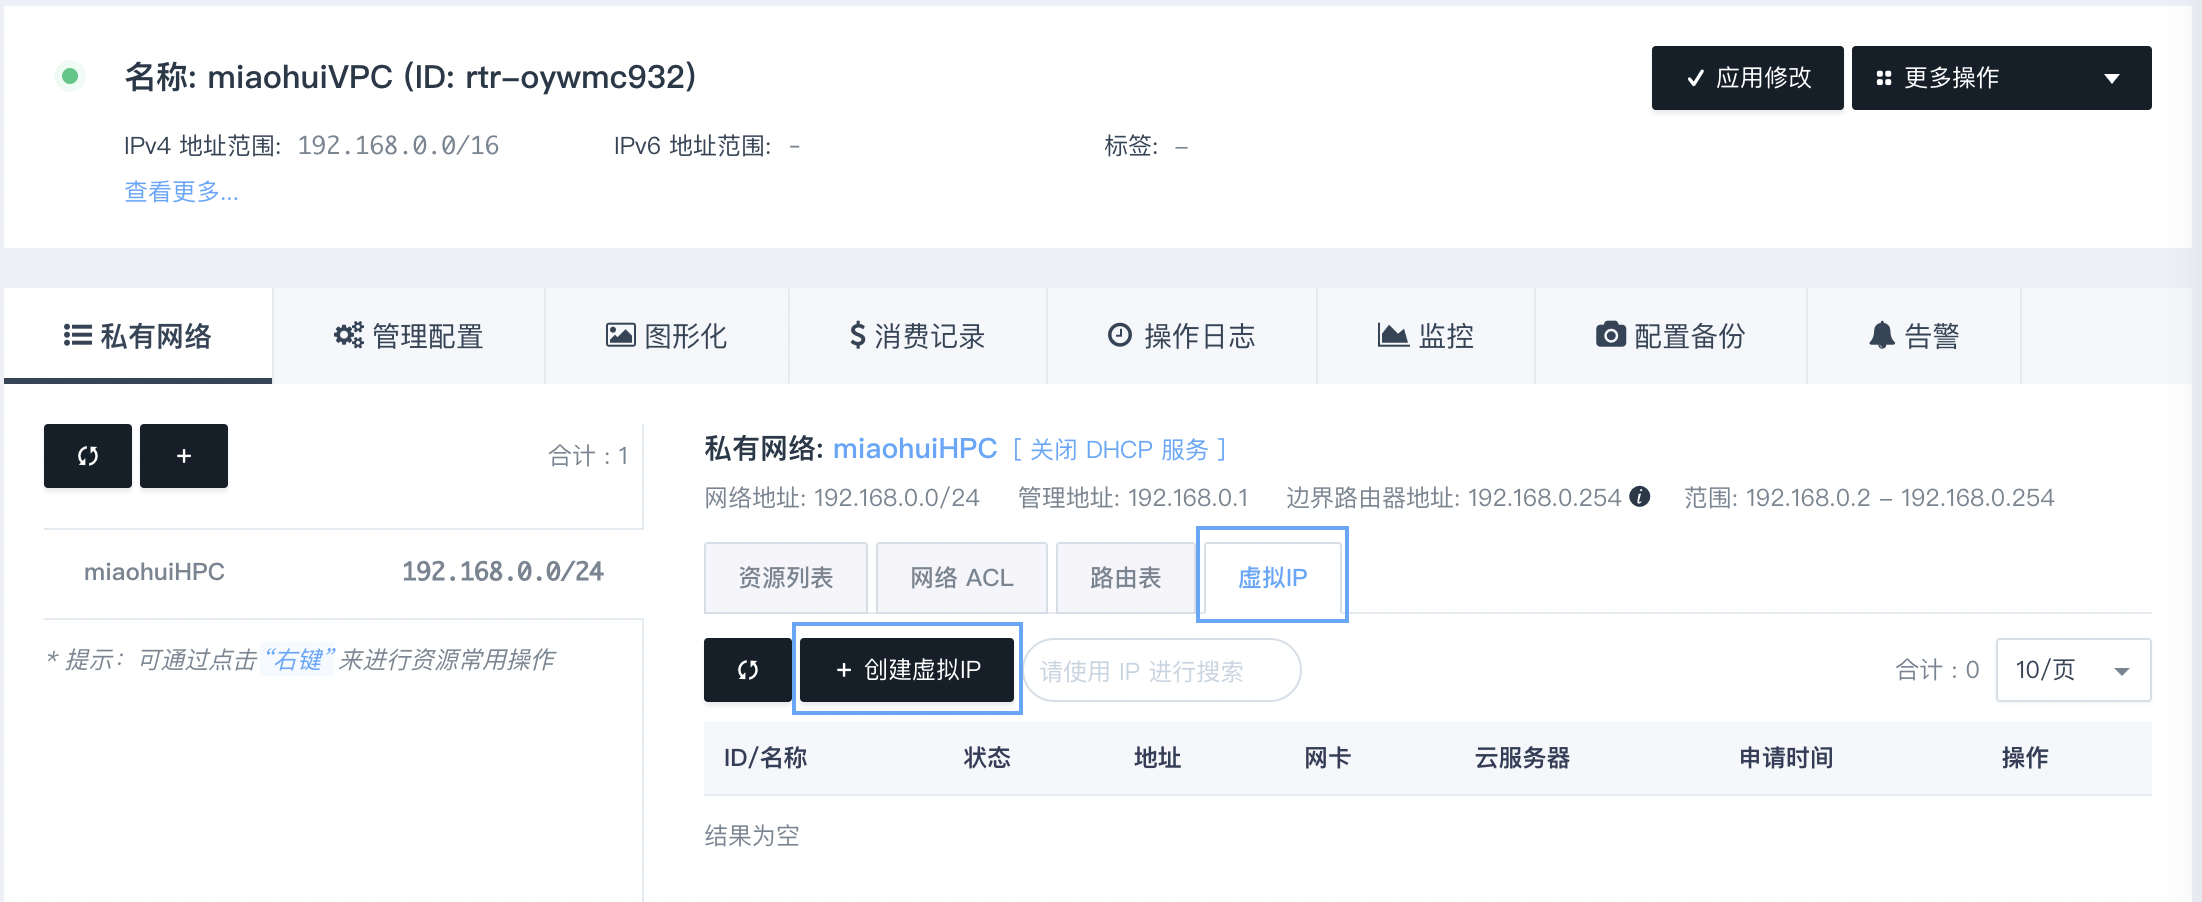 名称: miaohuiVPC (ID: rtr-oywmc932)
应用修改
更多操作
IPv4 地址范围: 192.168.0.0/16
IPv6 地址范围: -
标签: –
查看更多...
私有网络
管理配置
图形化
消费记录
操作日志
监控
配置备份
告警
合计 : 1
miaohuiHPC 192.168.0.0/24
* 提示：可通过点击“右键”来进行资源常用操作
私有网络: miaohuiHPC [ 关闭 DHCP 服务 ]
网络地址: 192.168.0.0/24 管理地址: 192.168.0.1 边界路由器地址: 192.168.0.254 范围: 192.168.0.2 – 192.168.0.254
资源列表
网络 ACL
路由表
虚拟IP
+ 创建虚拟IP
请使用 IP 进行搜索
合计 : 0
10/页
ID/名称 状态 地址 网卡 云服务器 申请时间 操作
结果为空